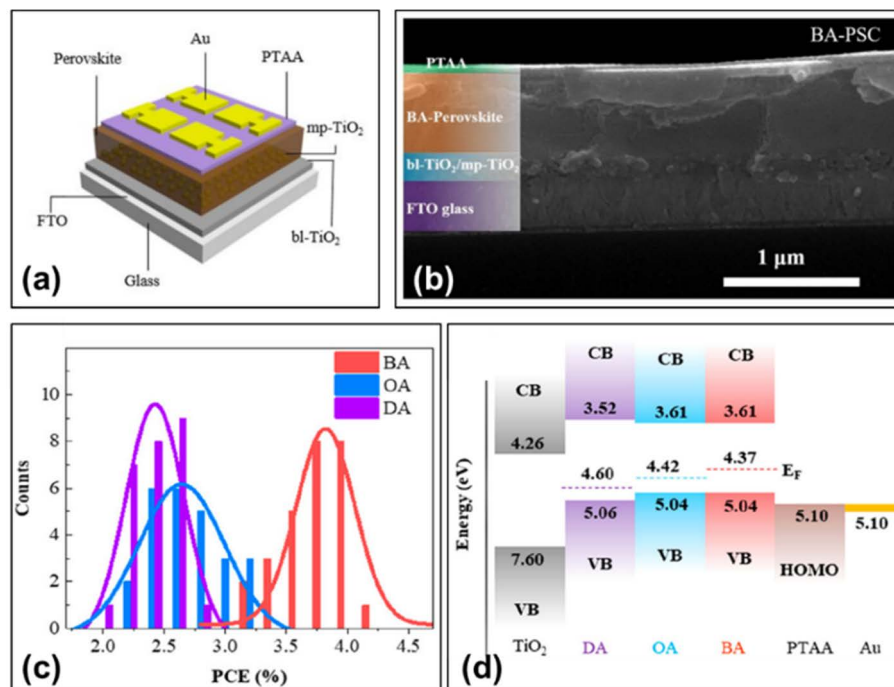 Au
Perovskite
PTAA
mp-TiO₂
FTO
bl-TiO₂
Glass
(a)
BA-PSC
PTAA
BA-Perovskite
bl-TiO₂/mp-TiO₂
FTO glass
1 μm
(b)
BA
OA
DA
10
8
6
4
2
0
Counts
2.0 2.5 3.0 3.5 4.0 4.5
PCE (%)
(c)
CB CB CB
CB 3.52 3.61 3.61
4.26
4.60 4.42 4.37 E_F
5.06 5.04 5.04 5.10 5.10
7.60 VB VB VB HOMO
VB
Energy (eV)
TiO₂ DA OA BA PTAA Au
(d)